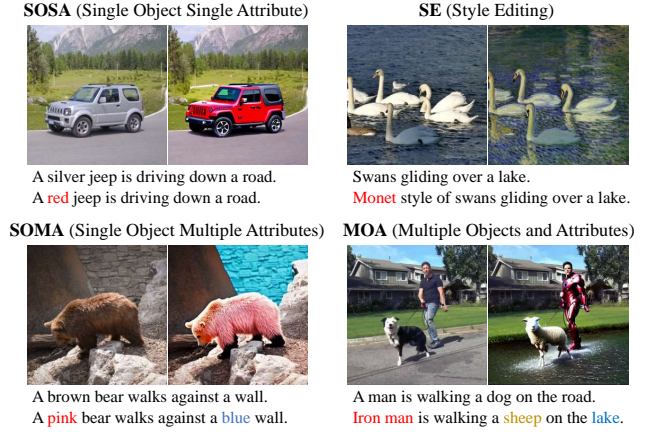 SOSA (Single Object Single Attribute)
A silver jeep is driving down a road.
A red jeep is driving down a road.
SE (Style Editing)
Swans gliding over a lake.
Monet style of swans gliding over a lake.
SOMA (Single Object Multiple Attributes)
A brown bear walks against a wall.
A pink bear walks against a blue wall.
MOA (Multiple Objects and Attributes)
A man is walking a dog on the road.
Iron man is walking a sheep on the lake.